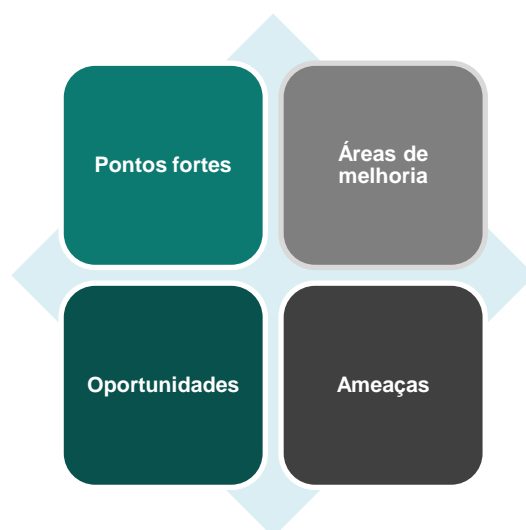 Pontos fortes
Áreas de
melhoria
Oportunidades
Ameaças